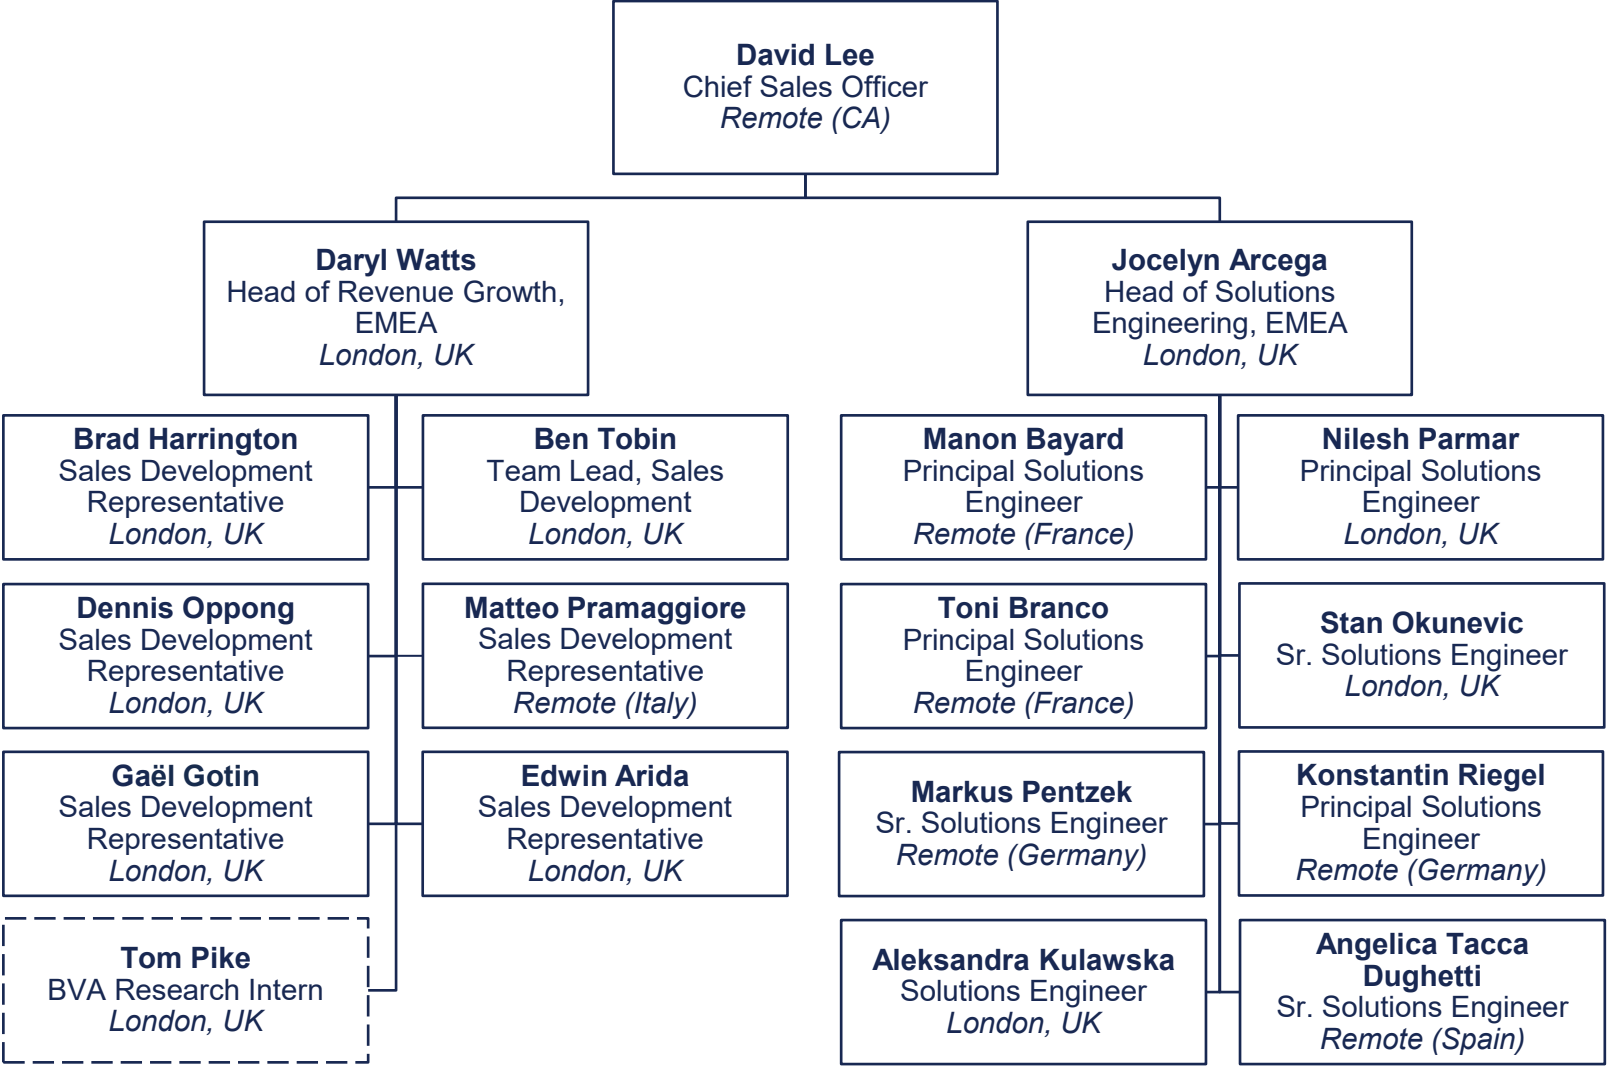 David Lee
Chief Sales Officer
Remote (CA)
Daryl Watts
Head of Revenue Growth,
EMEA
London, UK
Jocelyn Arcega
Head of Solutions
Engineering, EMEA
London, UK
Brad Harrington
Sales Development
Representative
London, UK
Ben Tobin
Team Lead, Sales
Development
London, UK
Manon Bayard
Principal Solutions
Engineer
Remote (France)
Nilesh Parmar
Principal Solutions
Engineer
London, UK
Dennis Oppong
Sales Development
Representative
London, UK
Matteo Pramaggiore
Sales Development
Representative
Remote (Italy)
Toni Branco
Principal Solutions
Engineer
Remote (France)
Stan Okunevic
Sr. Solutions Engineer
London, UK
Gaël Gotin
Sales Development
Representative
London, UK
Edwin Arida
Sales Development
Representative
London, UK
Markus Pentzek
Sr. Solutions Engineer
Remote (Germany)
Konstantin Riegel
Principal Solutions
Engineer
Remote (Germany)
Tom Pike
BVA Research Intern
London, UK
Aleksandra Kulawska
Solutions Engineer
London, UK
Angelica Tacca
Dughetti
Sr. Solutions Engineer
Remote (Spain)